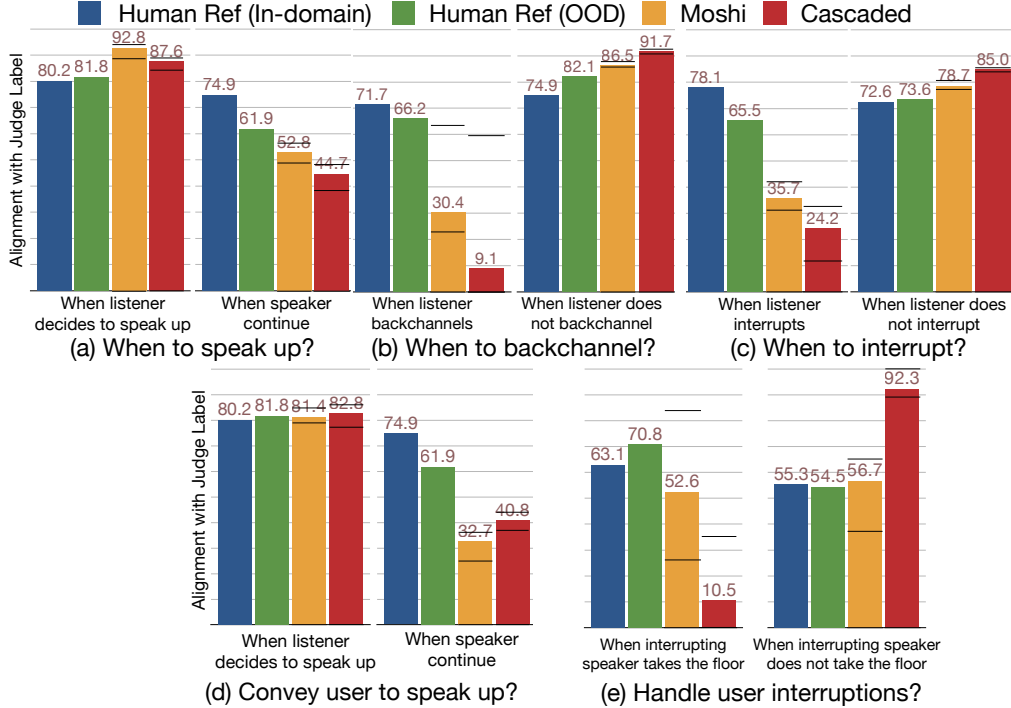 Human Ref (In-domain) Human Ref (OOD) Moshi Cascaded
Alignment with Judge Label
80.2 81.8 92.8 87.6
When listener
decides to speak up
74.9 61.9 52.8 44.7
When speaker
continue
(a) When to speak up?
71.7 66.2 30.4 9.1
When listener
backchannels
74.9 82.1 86.5 91.7
When listener does
not backchannel
(b) When to backchannel?
78.1 65.5 35.7 24.2
When listener
interrupts
72.6 73.6 78.7 85.0
When listener does
not interrupt
(c) When to interrupt?
Alignment with Judge Label
80.2 81.8 81.4 82.8
When listener
decides to speak up
74.9 61.9 32.7 40.8
When speaker
continue
(d) Convey user to speak up?
63.1 70.8 52.6 10.5
When interrupting
speaker takes the floor
55.3 54.5 56.7 92.3
When interrupting speaker
does not take the floor
(e) Handle user interruptions?